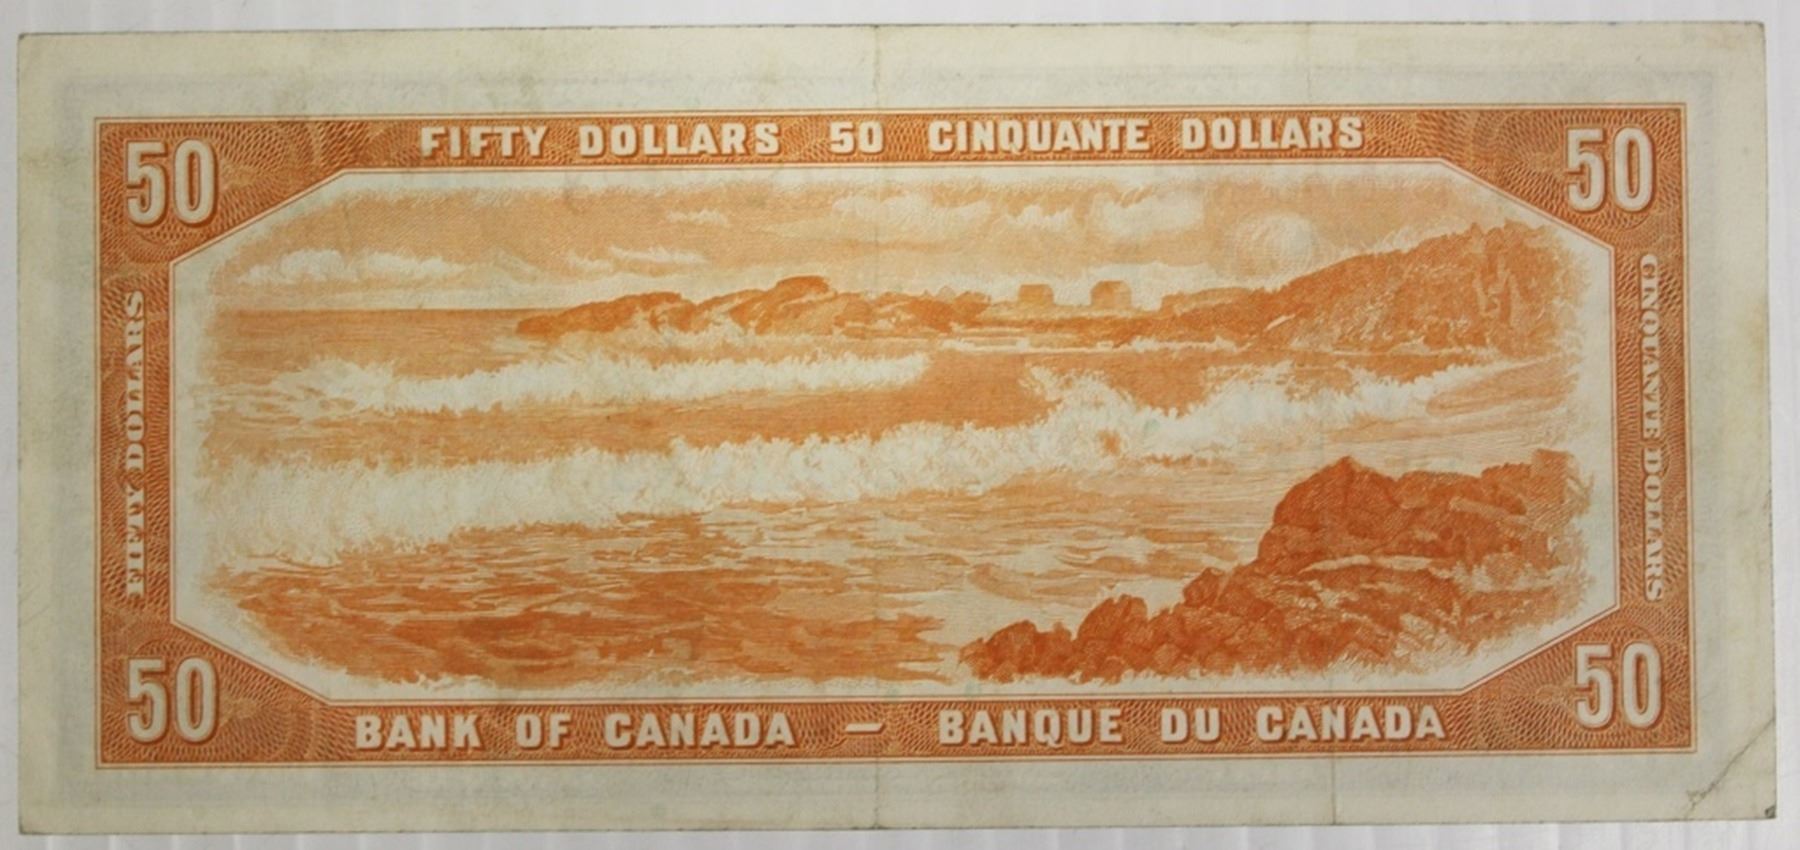 FIFTY DOLLARS 50 CINQUANTE DOLLARS
50
50
FIFTY DOLLARS
CINQUANTE DOLLARS
50
50
BANK OF CANADA — BANQUE DU CANADA